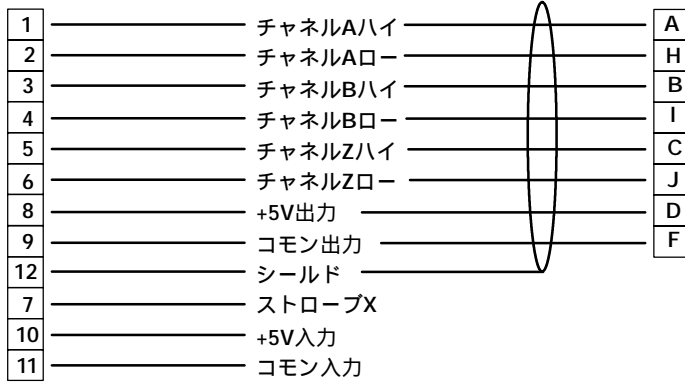 1 チャネルAハイ A
2 チャネルAロー H
3 チャネルBハイ B
4 チャネルBロー I
5 チャネルZハイ C
6 チャネルZロー J
8 +5V出力 D
9 コモン出力 F
12 シールド
7 ストローブX
10 +5V入力
11 コモン入力